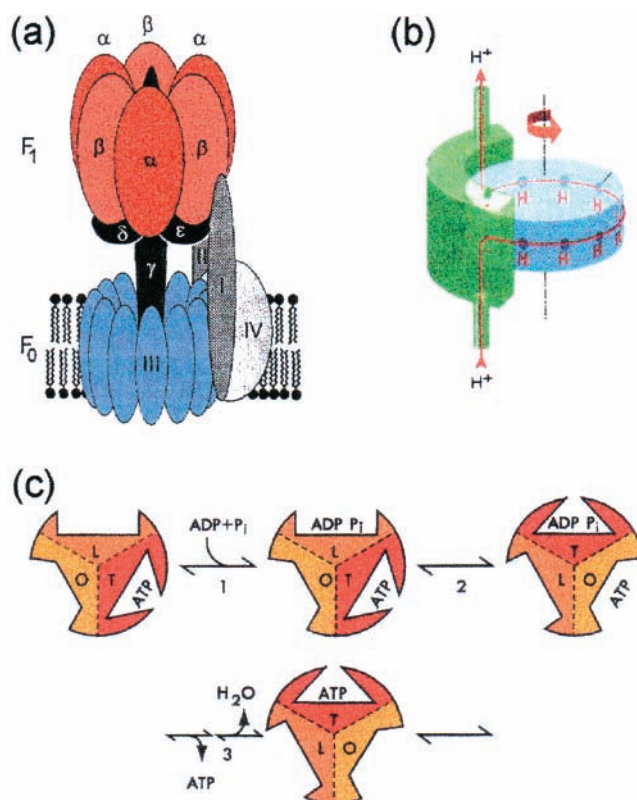 (a)
β
α α
F1
β β
α
δ ε
γ II
I
F0 III IV
(b)
H+
H H H H
H H H H
H+
(c)
ADP+Pi
1
L
O T
ATP
ADP Pi
L
O T
ATP
2
ADP Pi
T
L O
ATP
H2O
3
ATP
ATP
T
L O